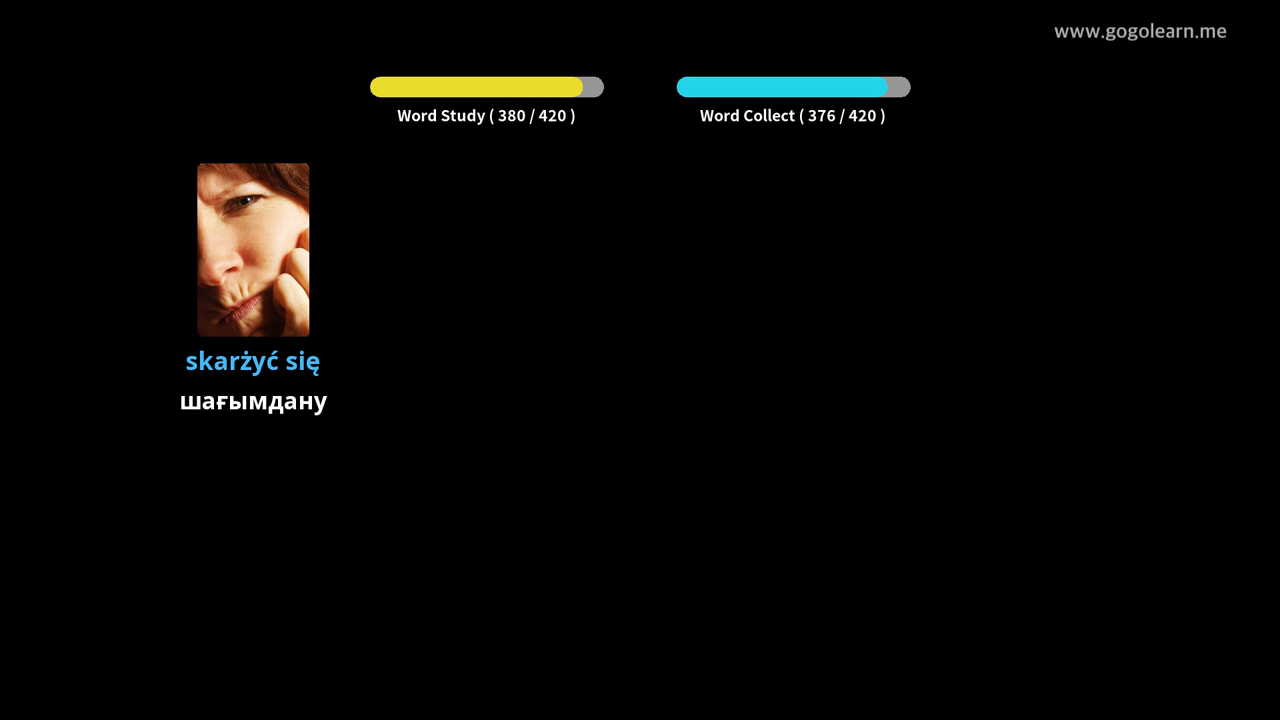 www.gogolearn.me
Word Study ( 380 / 420 )
Word Collect ( 376 / 420 )
skarżyć się
шағымдану